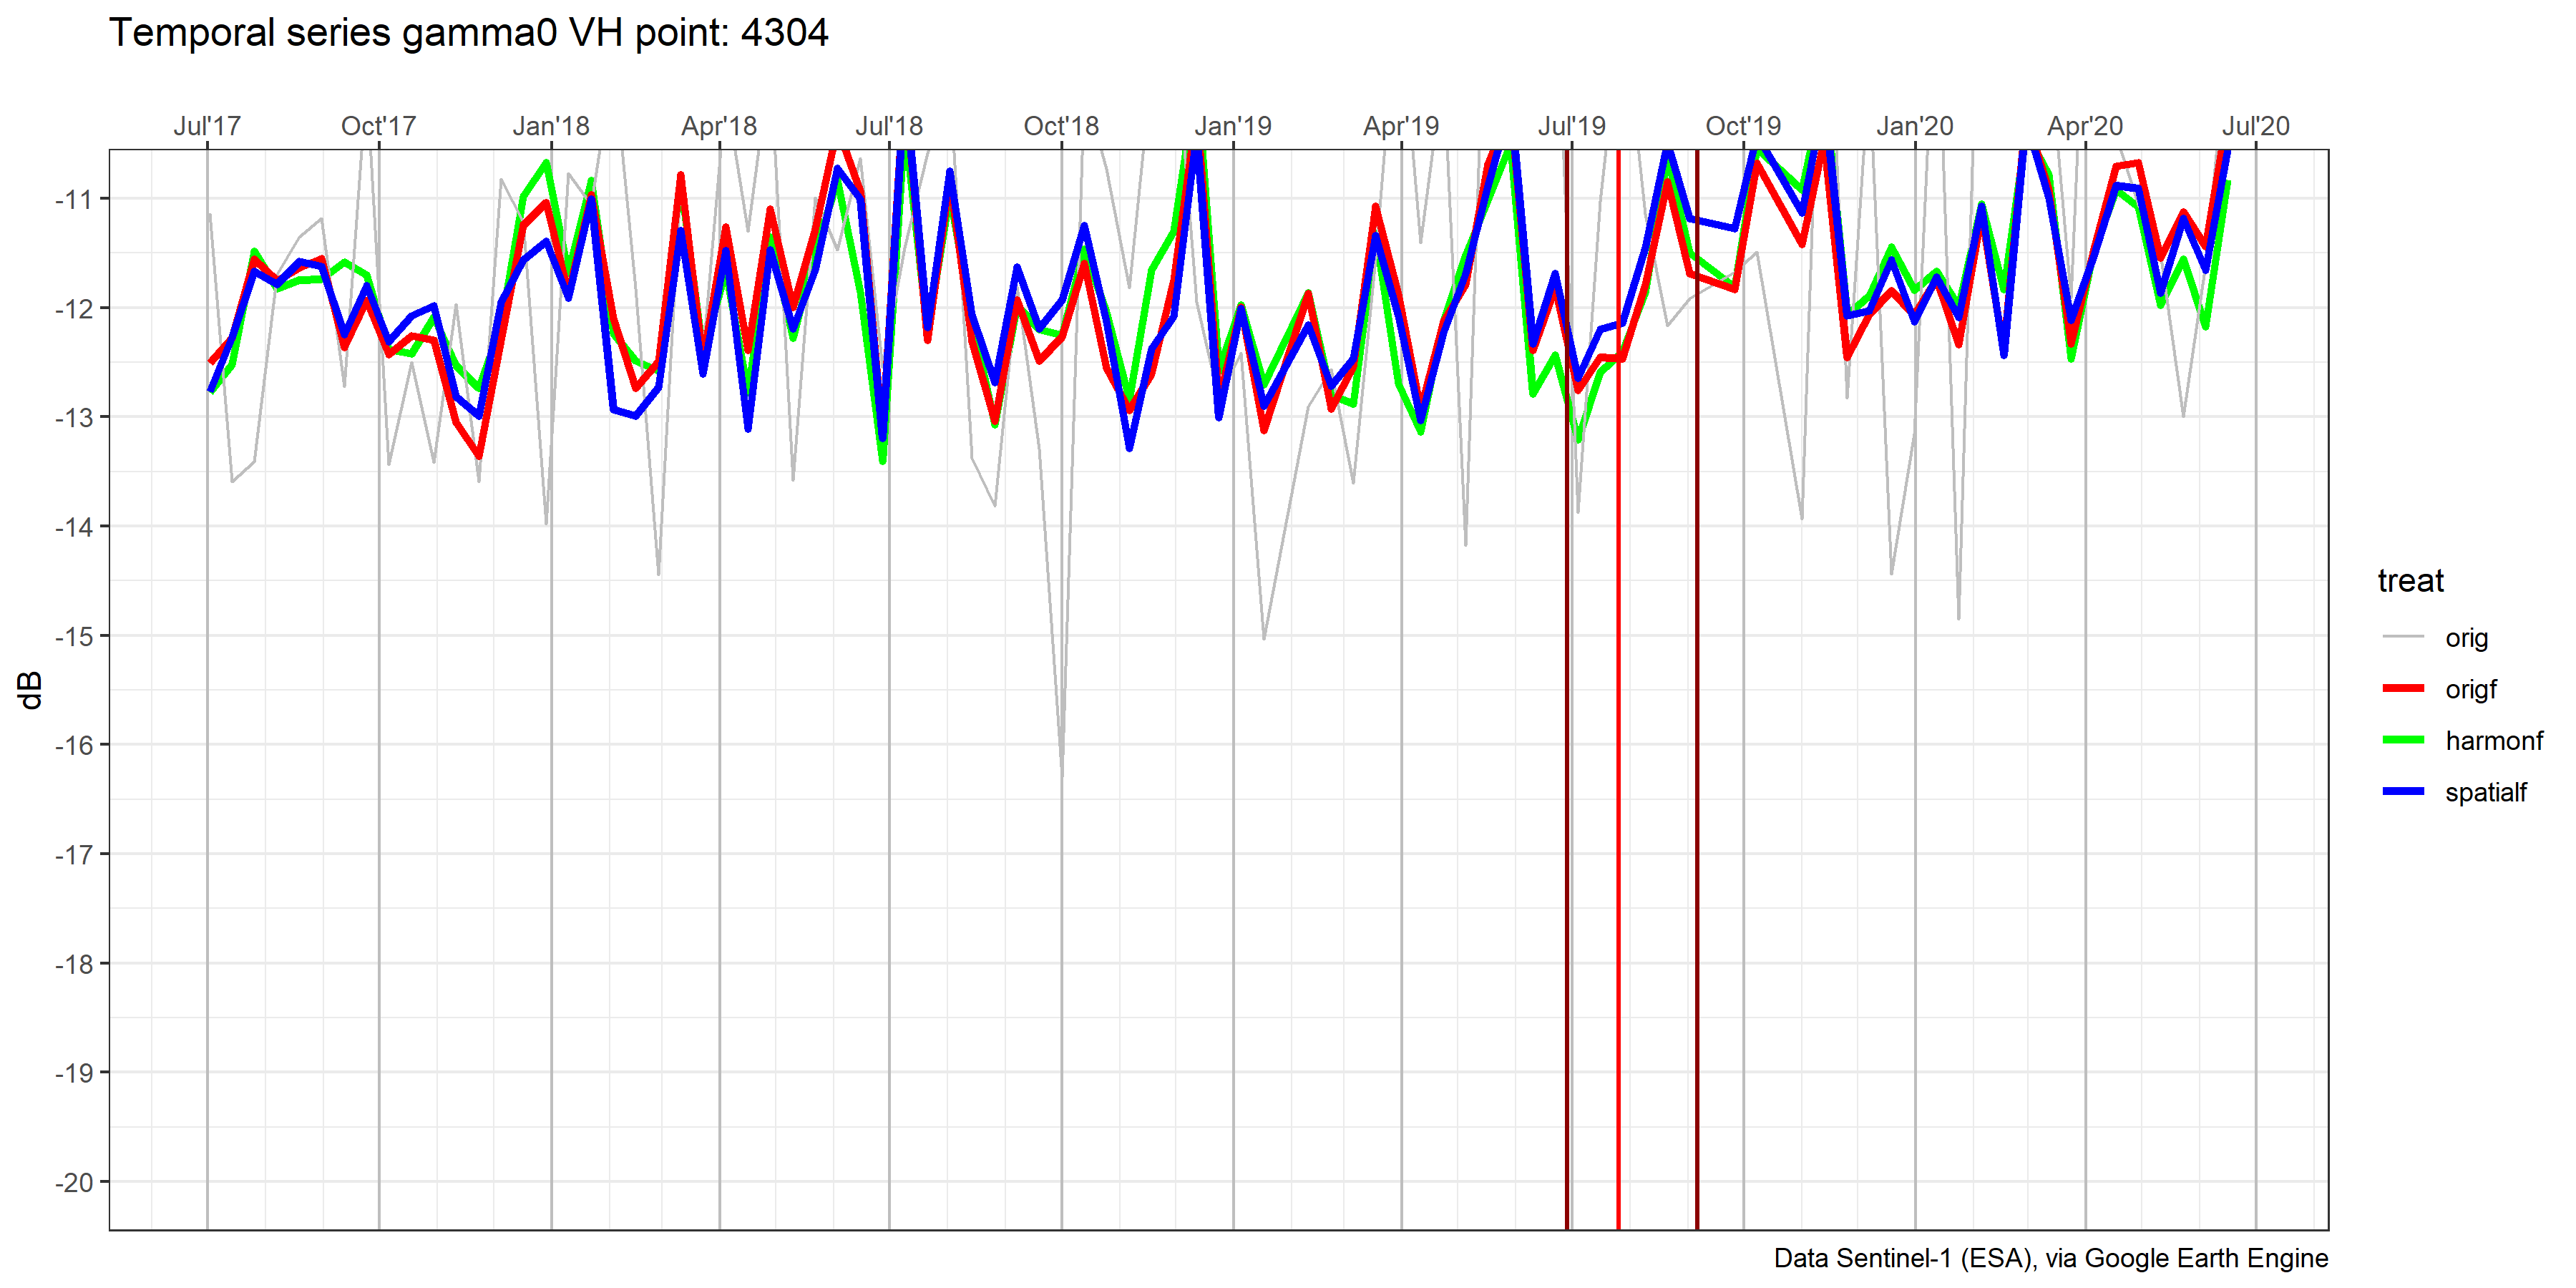 Temporal series gamma0 VH point: 4304
Jul'17 Oct'17 Jan'18 Apr'18 Jul'18 Oct'18 Jan'19 Apr'19 Jul'19 Oct'19 Jan'20 Apr'20 Jul'20
-11
-12
-13
-14
-15
-16
-17
-18
-19
-20
dB
treat
orig
origf
harmonf
spatialf
Data Sentinel-1 (ESA), via Google Earth Engine